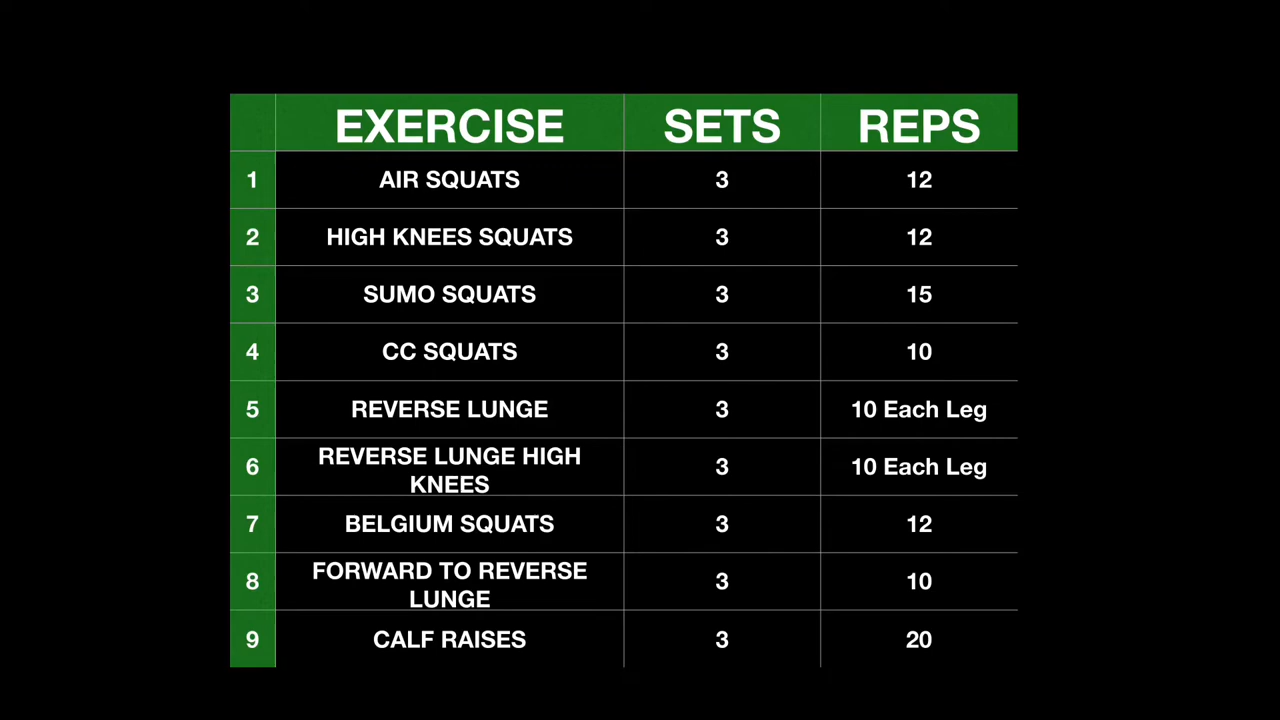 EXERCISE SETS REPS
1 AIR SQUATS 3 12
2 HIGH KNEES SQUATS 3 12
3 SUMO SQUATS 3 15
4 CC SQUATS 3 10
5 REVERSE LUNGE 3 10 Each Leg
6 REVERSE LUNGE HIGH
KNEES 3 10 Each Leg
7 BELGIUM SQUATS 3 12
8 FORWARD TO REVERSE
LUNGE 3 10
9 CALF RAISES 3 20